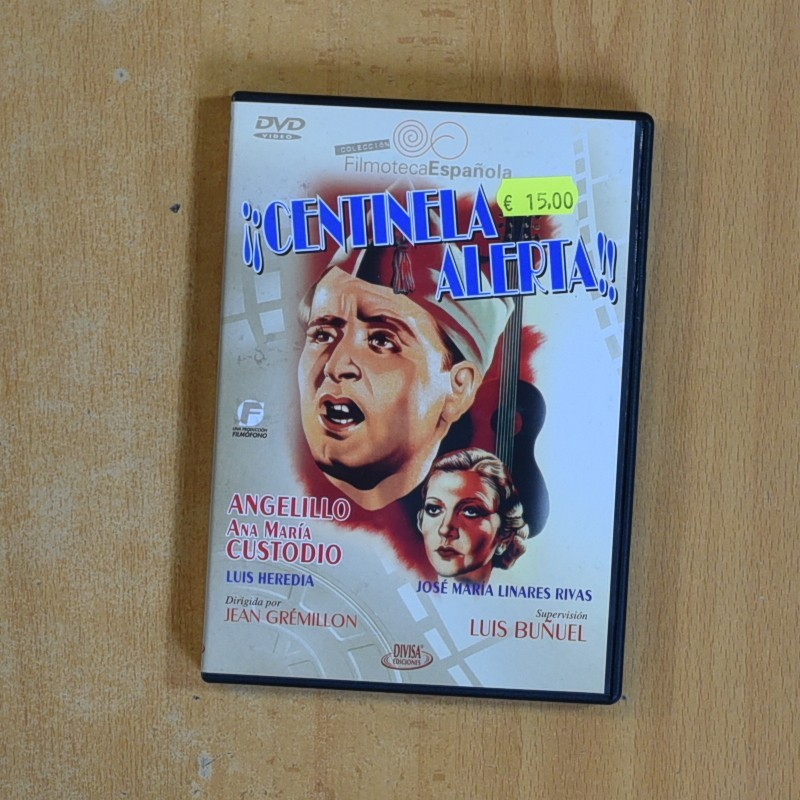 DVD
VIDEO
COLECCIÓN
FilmotecaEspañola
€ 15,00
¡¡CENTINELA
ALERTA!!
F
UNA PRODUCCIÓN
FILMÓFONO
ANGELILLO
ANA MARÍA
CUSTODIO
LUIS HEREDIA
JOSÉ MARÍA LINARES RIVAS
Dirigida por
JEAN GRÉMILLON
Supervisión
LUIS BUÑUEL
DIVISA
EDICIONES